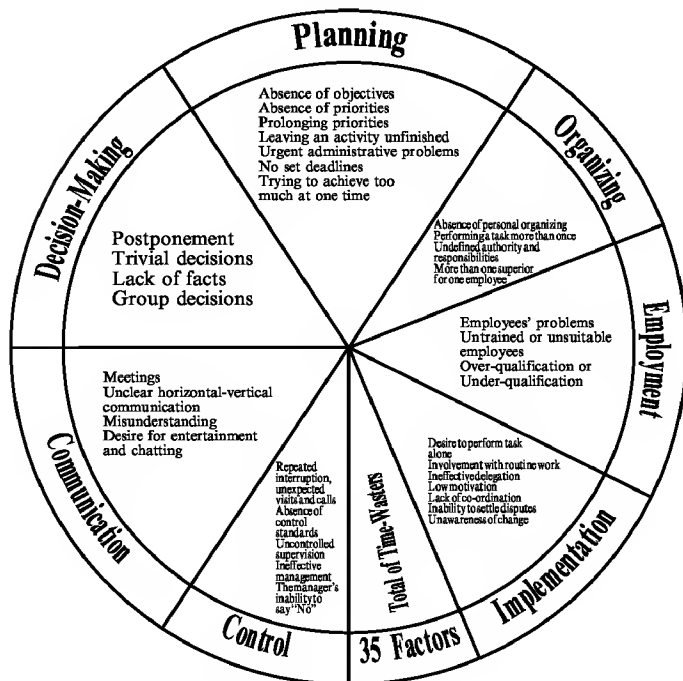 Planning
Absence of objectives
Absence of priorities
Prolonging priorities
Leaving an activity unfinished
Urgent administrative problems
No set deadlines
Trying to achieve too
much at one time
Organizing
Absence of personal organizing
Performing a task more than once
Undefined authority and
responsibilities
More than one superior
for one employee
Employment
Employees' problems
Untrained or unsuitable
employees
Over-qualification or
Under-qualification
Implementation
Desire to perform task
alone
Involvement with routine work
Ineffective delegation
Low motivation
Lack of co-ordination
Inability to settle disputes
Unawareness of change
35 Factors
Total of Time-Wasters
Control
Repeated
interruption,
unexpected
visits and calls
Absence of
control
standards
Uncontrolled
supervision
Ineffective
management
The manager's
inability to
say "No"
Communication
Meetings
Unclear horizontal-vertical
communication
Misunderstanding
Desire for entertainment
and chatting
Decision-Making
Postponement
Trivial decisions
Lack of facts
Group decisions